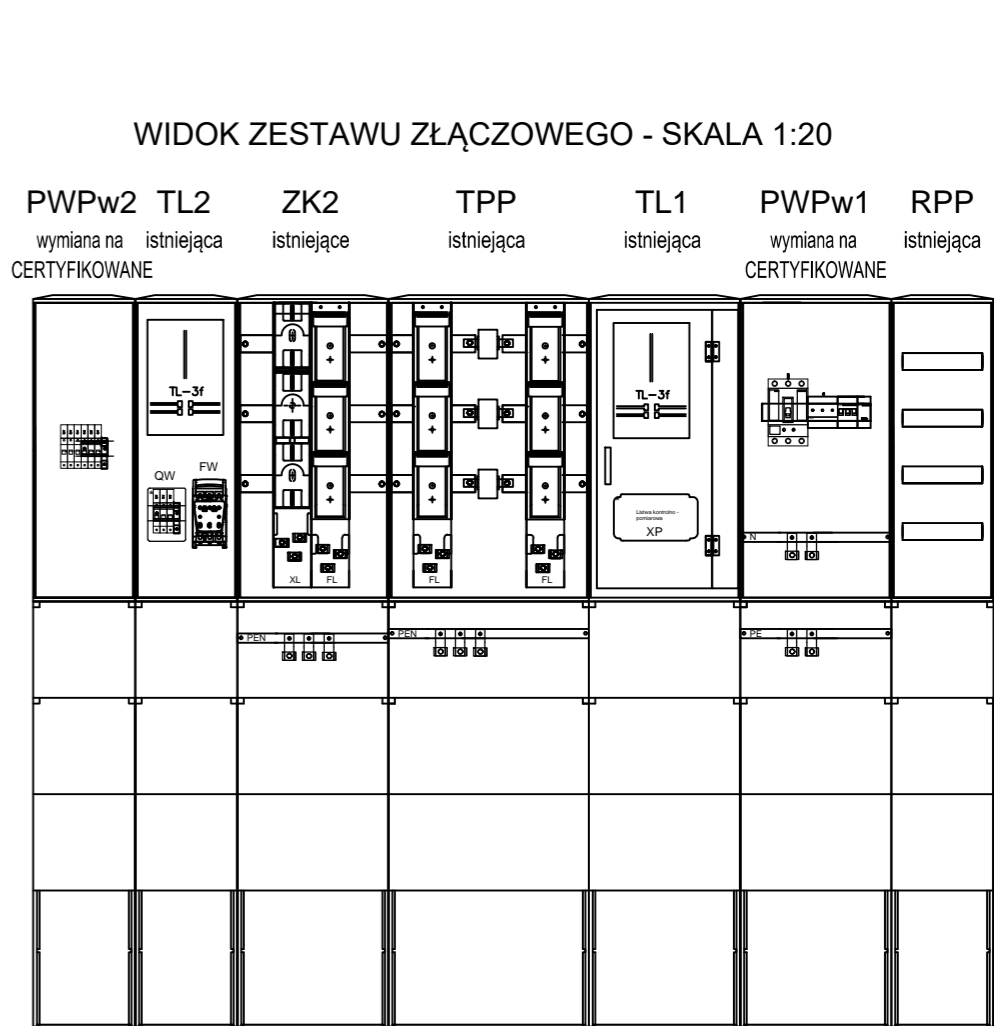 WIDOK ZESTAWU ZŁĄCZOWEGO - SKALA 1:20
PWPw2 TL2 ZK2 TPP TL1 PWPw1 RPP
wymiana na istniejąca istniejące istniejąca istniejąca wymiana na istniejąca
CERTYFIKOWANE CERTYFIKOWANE
TL-3f TL-3f
QW FW
Listwa kontrolno -
pomiarowa
XP
N
XL FL FL FL
PEN PEN PE